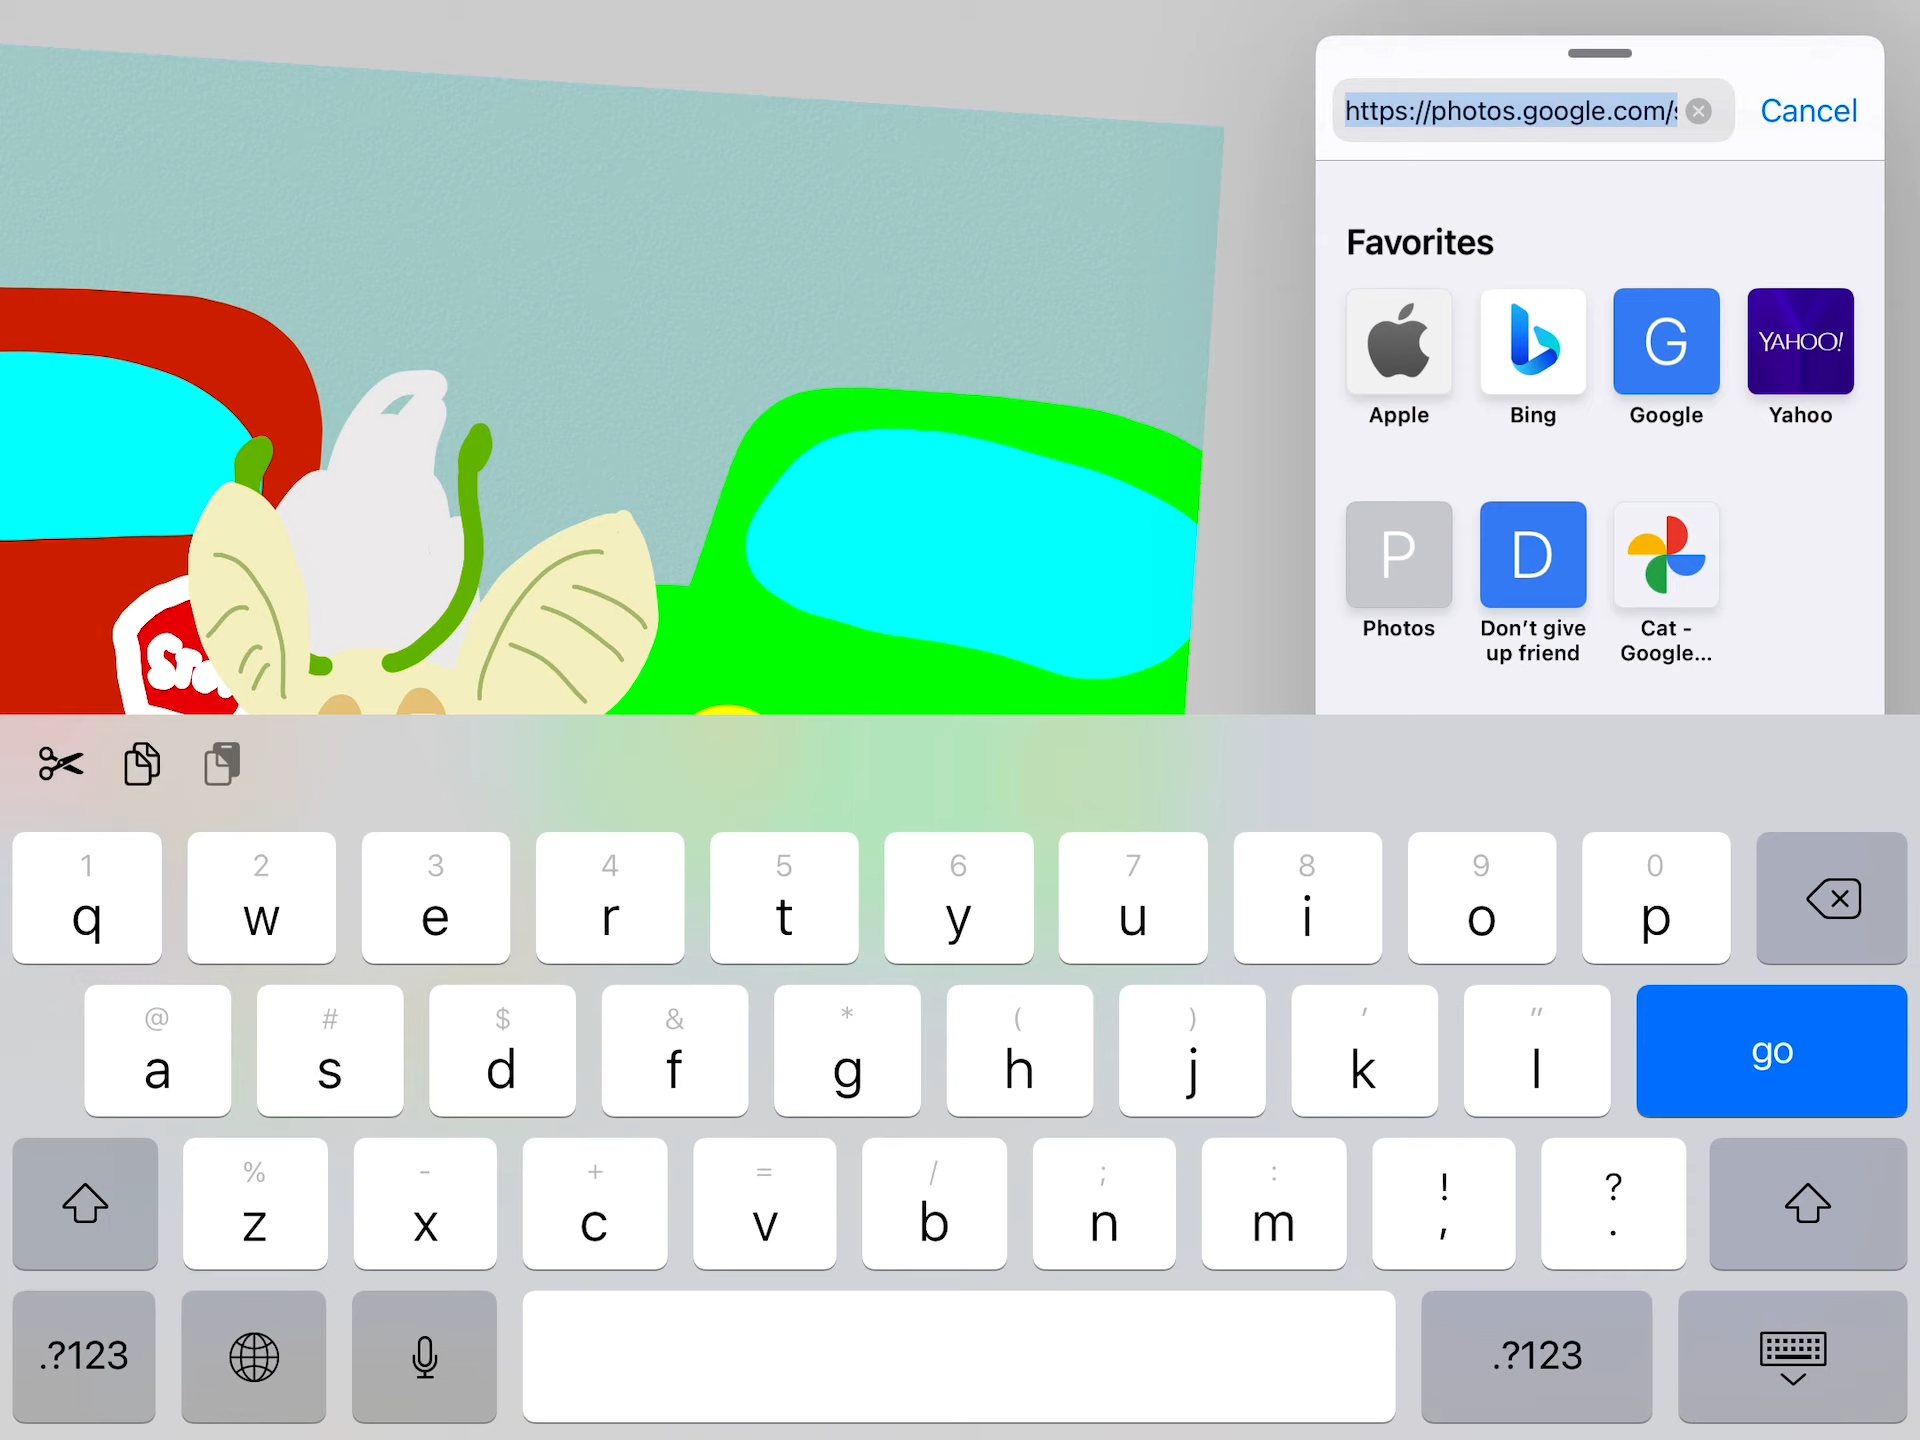 https://photos.google.com/s
Cancel
Favorites
YAHOO!
Apple
Bing
Google
Yahoo
P
D
Photos
Don’t give
up friend
Cat -
Google...
1 2 3 4 5 6 7 8 9 0
q w e r t y u i o p
@ # $ & * ( ) ' "
a s d f g h j k l
go
% - + = / ; : ! ?
z x c v b n m , .
.?123
.?123